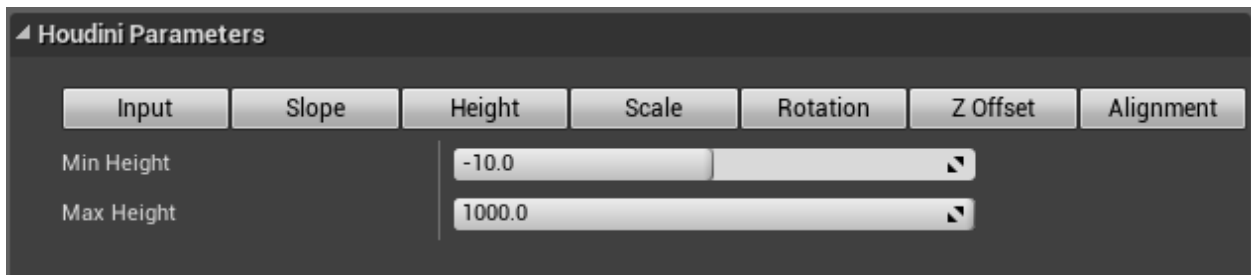 Houdini Parameters
Input Slope Height Scale Rotation Z Offset Alignment
Min Height -10.0
Max Height 1000.0